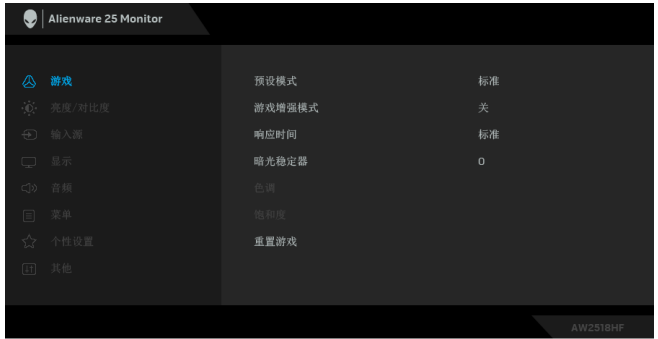 Alienware 25 Monitor
游戏
预设模式 标准
亮度/对比度
游戏增强模式 关
输入源
响应时间 标准
显示
暗光稳定器 0
音频
色调
菜单
饱和度
个性设置
重置游戏
其他
AW2518HF